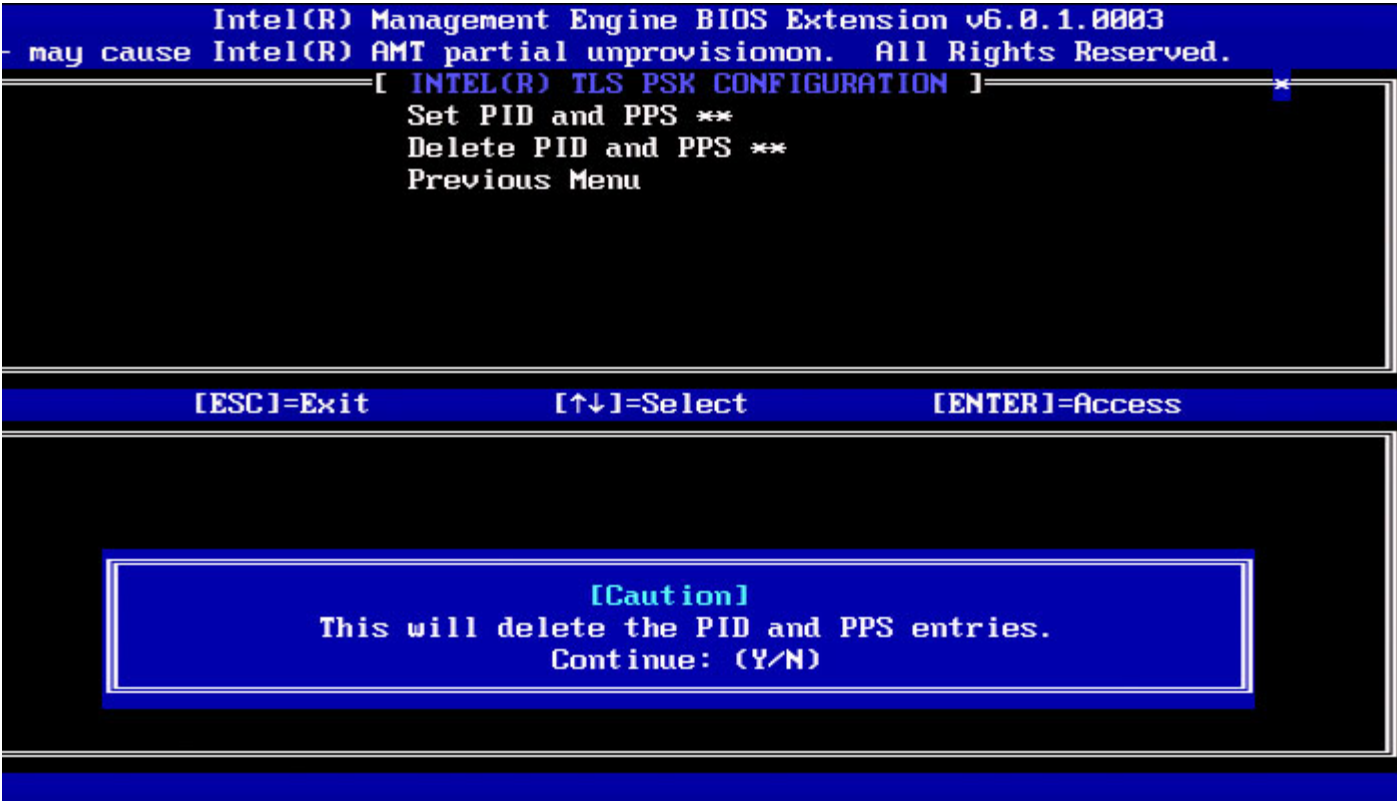 Intel(R) Management Engine BIOS Extension v6.0.1.0003
- may cause Intel(R) AMT partial unprovisionon. All Rights Reserved.
[ INTEL(R) TLS PSK CONFIGURATION ] *
Set PID and PPS **
Delete PID and PPS **
Previous Menu
[ESC]=Exit [↑↓]=Select [ENTER]=Access
[Caution]
This will delete the PID and PPS entries.
Continue: (Y/N)